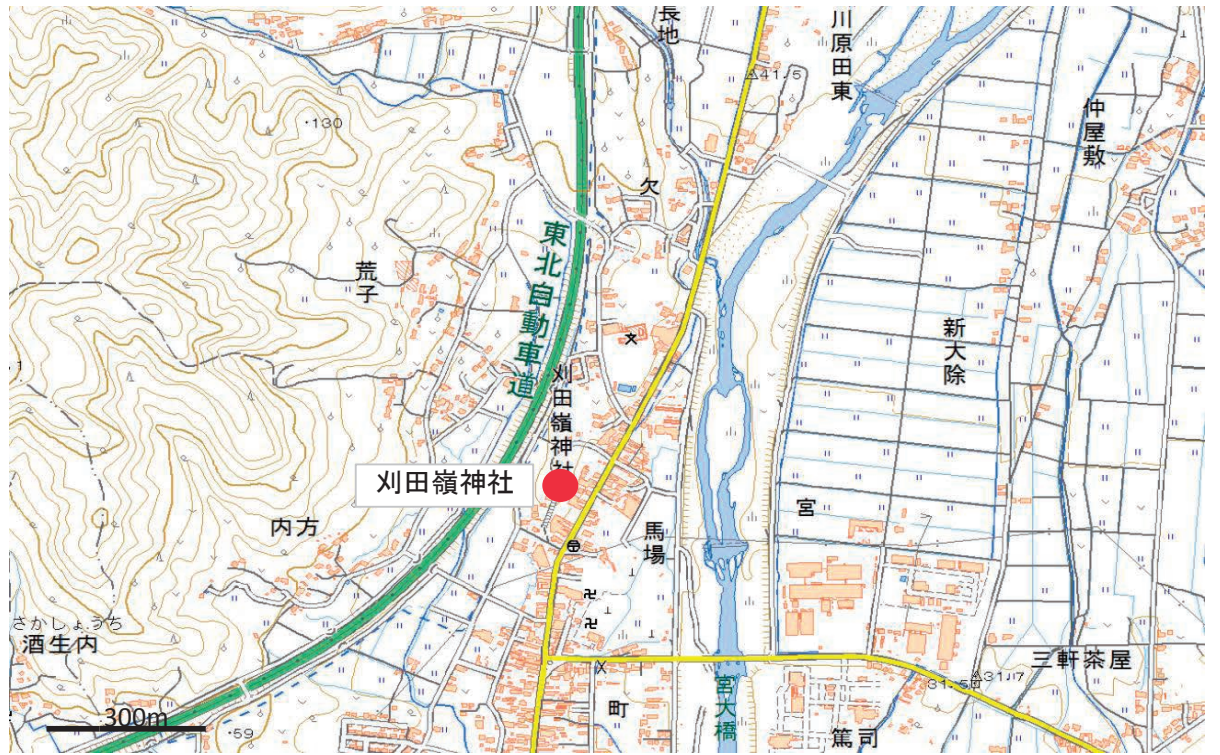 長地
川原田東
41.5
仲屋敷
・130
欠
東北自動車道
荒子
新大除
刈田嶺神社
刈田嶺神社
宮
内方
馬場
さかしょうち
酒生内
三軒茶屋
31.7
31.5
宮大橋
町
300m
・59
篤司